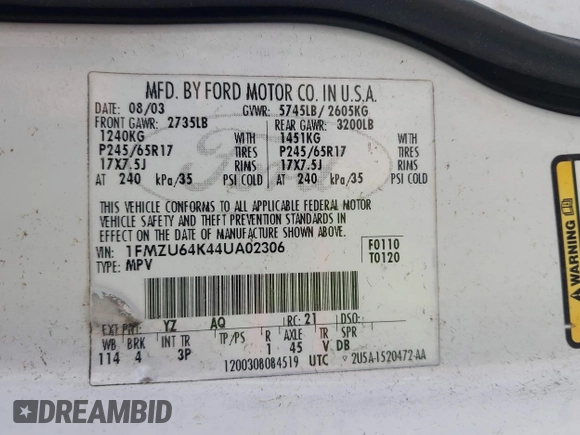 MFD. BY FORD MOTOR CO. IN U.S.A.
DATE: 08/03 GVWR: 5745LB/2605KG
FRONT GAWR: 2735LB REAR GAWR: 3200LB
1240KG WITH 1451KG WITH
P245/65R17 TIRES P245/65R17 TIRES
17X7.5J RIMS 17X7.5J RIMS
AT 240 kPa/35 PSI COLD AT 240 kPa/35 PSI COLD
THIS VEHICLE CONFORMS TO ALL APPLICABLE FEDERAL MOTOR
VEHICLE SAFETY AND THEFT PREVENTION STANDARDS IN
EFFECT ON THE DATE OF MANUFACTURE SHOWN ABOVE.
VIN: 1FMZU64K44UA02306 F0110
TYPE: MPV T0120
EXT PNT: YZ AQ RC: 21 DSO:
WB BRK INT TR TP/PS R AXLE TR SPR
114 4 3P 1 45 V DB
1200308084519 UTC 2U5A-1520472-AA
Ford
DREAMBID